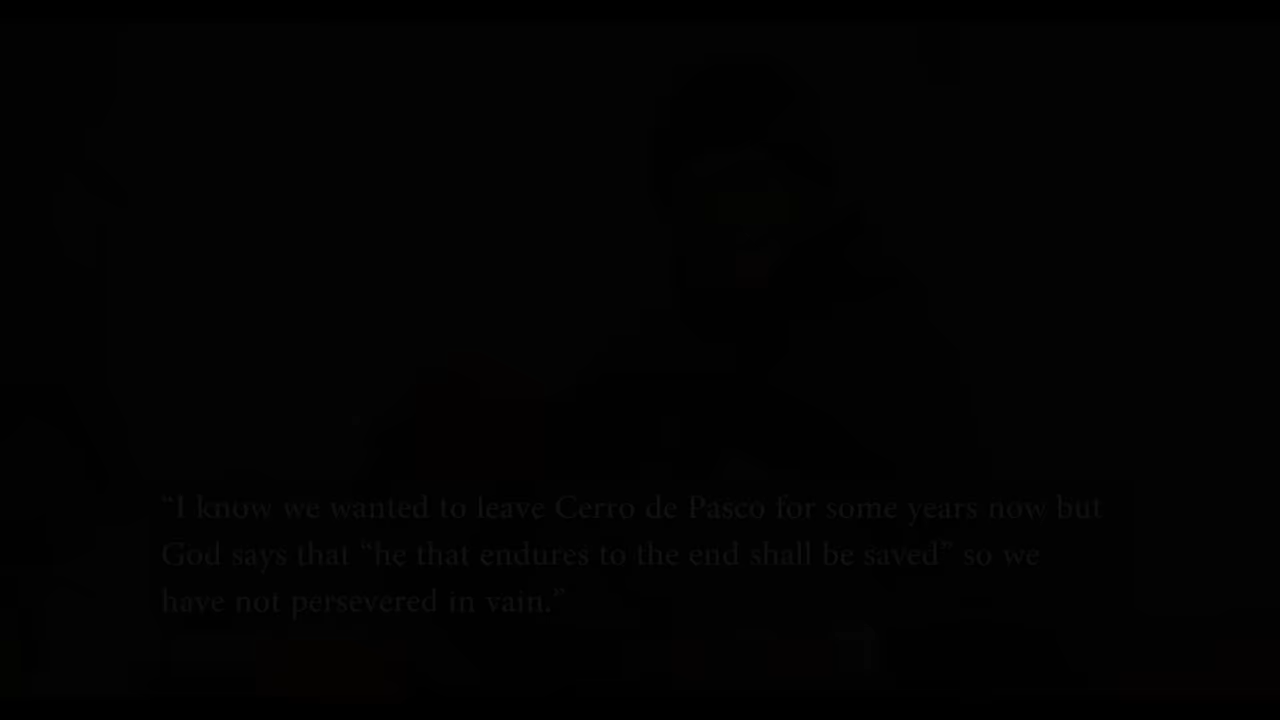 “I know we wanted to leave Cerro de Pasco for some years now but
God says that “he that endures to the end shall be saved” so we
have not persevered in vain.”